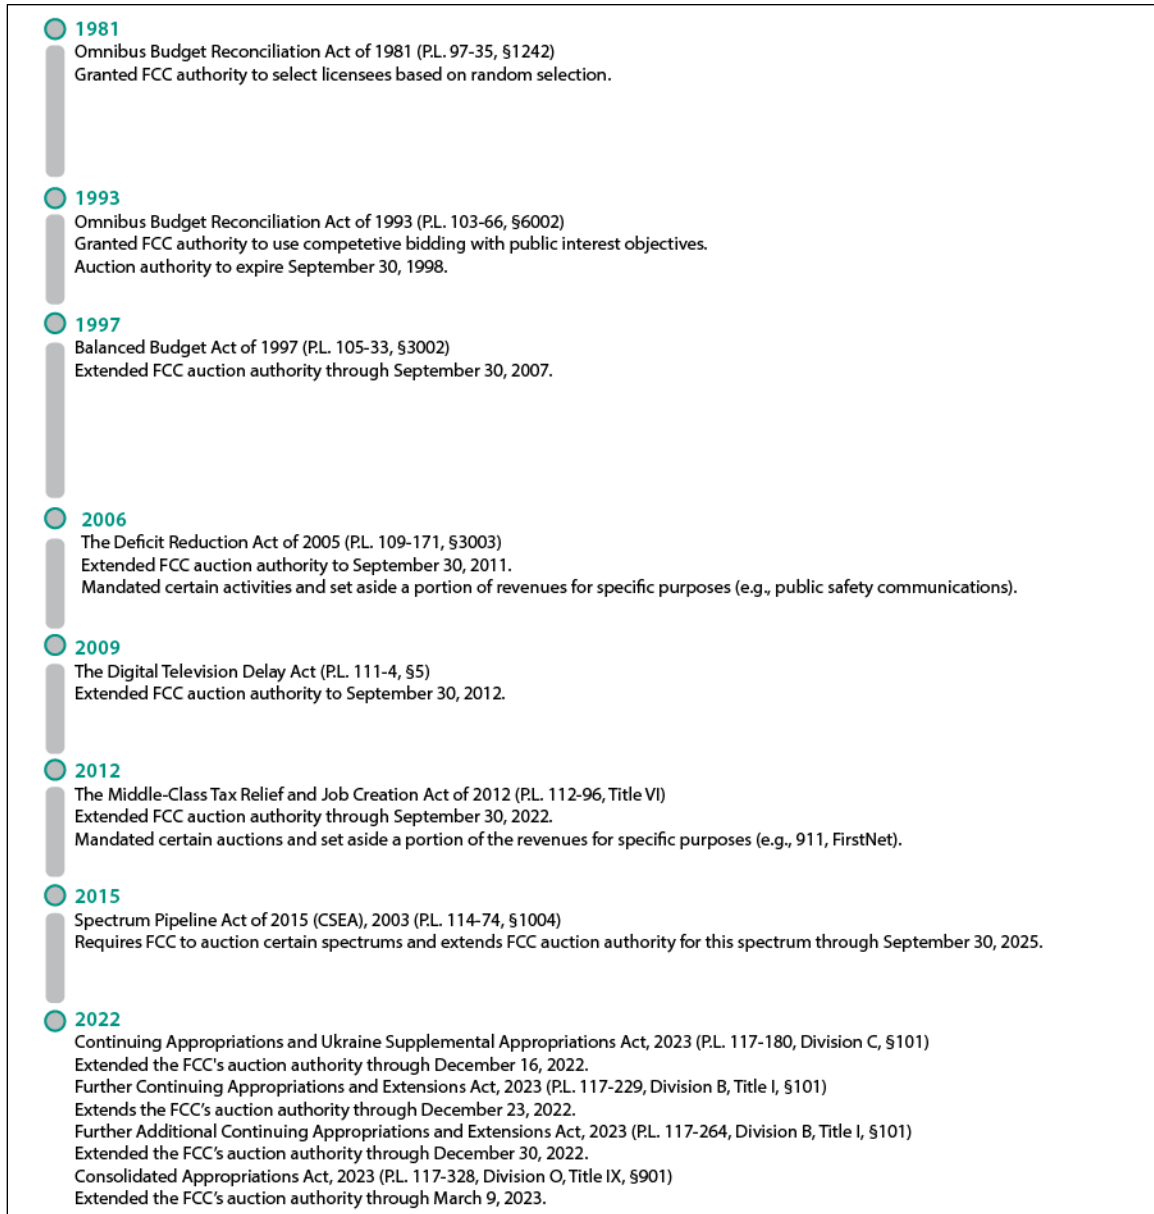 1981
Omnibus Budget Reconciliation Act of 1981 (P.L. 97-35, §1242)
Granted FCC authority to select licensees based on random selection.
1993
Omnibus Budget Reconciliation Act of 1993 (P.L. 103-66, §6002)
Granted FCC authority to use competetive bidding with public interest objectives.
Auction authority to expire September 30, 1998.
1997
Balanced Budget Act of 1997 (P.L. 105-33, §3002)
Extended FCC auction authority through September 30, 2007.
2006
The Deficit Reduction Act of 2005 (P.L. 109-171, §3003)
Extended FCC auction authority to September 30, 2011.
Mandated certain activities and set aside a portion of revenues for specific purposes (e.g., public safety communications).
2009
The Digital Television Delay Act (P.L. 111-4, §5)
Extended FCC auction authority to September 30, 2012.
2012
The Middle-Class Tax Relief and Job Creation Act of 2012 (P.L. 112-96, Title VI)
Extended FCC auction authority through September 30, 2022.
Mandated certain auctions and set aside a portion of the revenues for specific purposes (e.g., 911, FirstNet).
2015
Spectrum Pipeline Act of 2015 (CSEA), 2003 (P.L. 114-74, §1004)
Requires FCC to auction certain spectrums and extends FCC auction authority for this spectrum through September 30, 2025.
2022
Continuing Appropriations and Ukraine Supplemental Appropriations Act, 2023 (P.L. 117-180, Division C, §101)
Extended the FCC's auction authority through December 16, 2022.
Further Continuing Appropriations and Extensions Act, 2023 (P.L. 117-229, Division B, Title I, §101)
Extends the FCC’s auction authority through December 23, 2022.
Further Additional Continuing Appropriations and Extensions Act, 2023 (P.L. 117-264, Division B, Title I, §101)
Extended the FCC’s auction authority through December 30, 2022.
Consolidated Appropriations Act, 2023 (P.L. 117-328, Division O, Title IX, §901)
Extended the FCC’s auction authority through March 9, 2023.